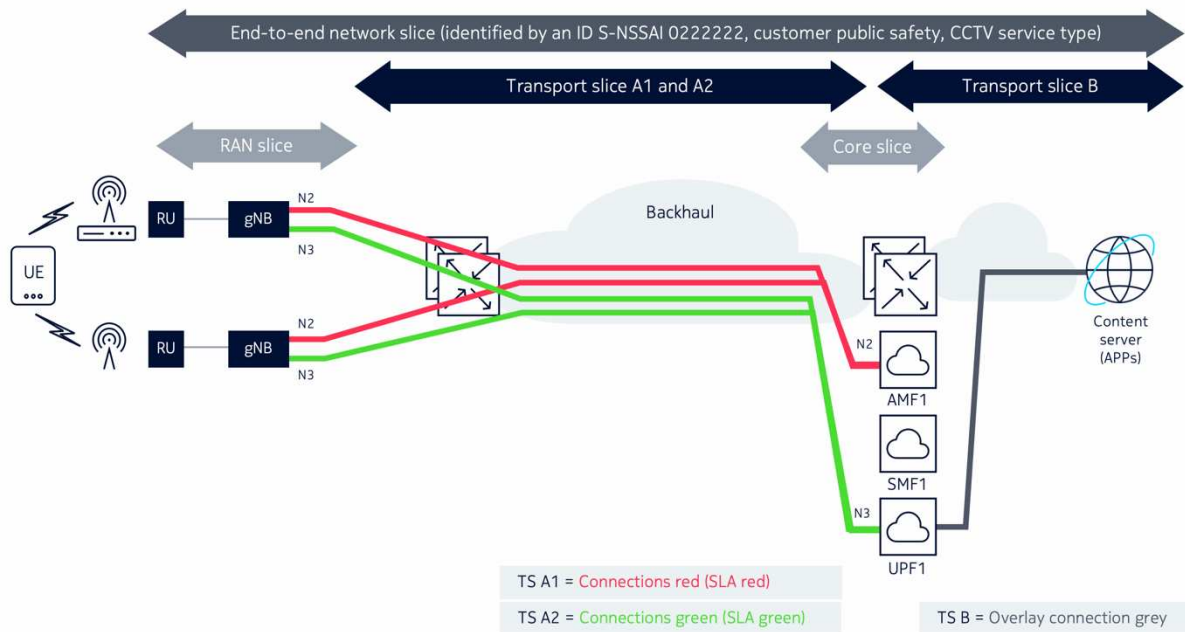 End-to-end network slice (identified by an ID S-NSSAI 0222222, customer public safety, CCTV service type)
Transport slice A1 and A2
Transport slice B
RAN slice
Core slice
Backhaul
N2
RU
gNB
N3
UE
N2
RU
gNB
N3
Content
server
(APPs)
N2
AMF1
SMF1
N3
UPF1
TS A1 = Connections red (SLA red)
TS A2 = Connections green (SLA green)
TS B = Overlay connection grey